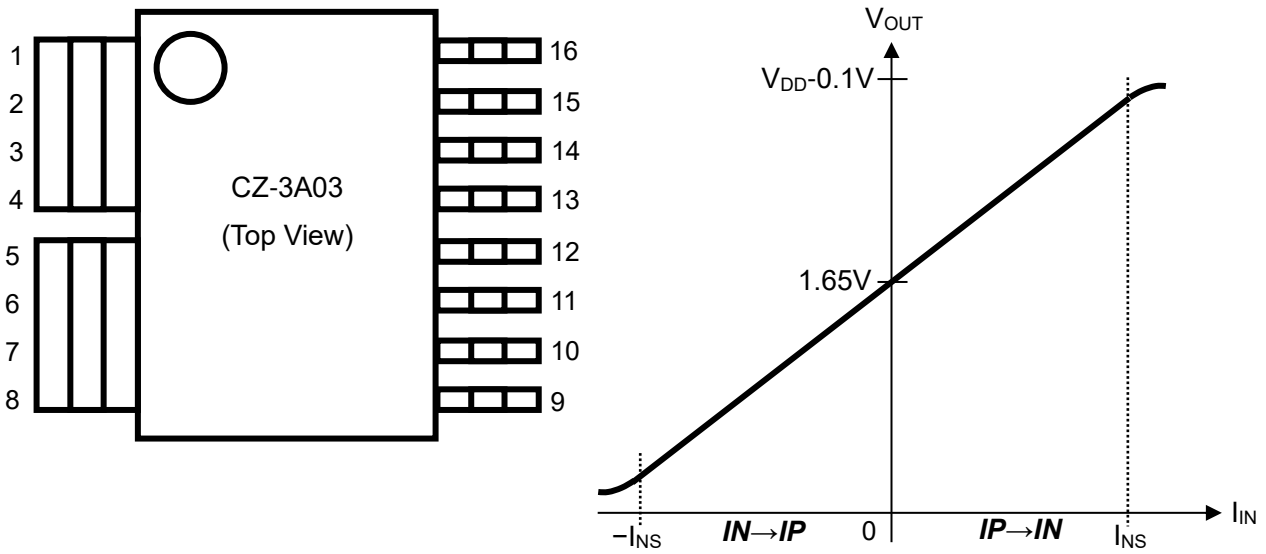 1
2
3
4
5
6
7
8
CZ-3A03
(Top View)
16
15
14
13
12
11
10
9
VOUT
VDD-0.1V
1.65V
IIN
−INS
IN→IP
0
IP→IN
INS